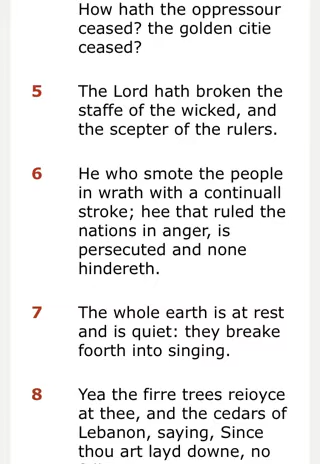 How hath the oppressour
ceased? the golden citie
ceased?
5 The Lord hath broken the
staffe of the wicked, and
the scepter of the rulers.
6 He who smote the people
in wrath with a continuall
stroke; hee that ruled the
nations in anger, is
persecuted and none
hindereth.
7 The whole earth is at rest
and is quiet: they breake
foorth into singing.
8 Yea the firre trees reioyce
at thee, and the cedars of
Lebanon, saying, Since
thou art layd downe, no